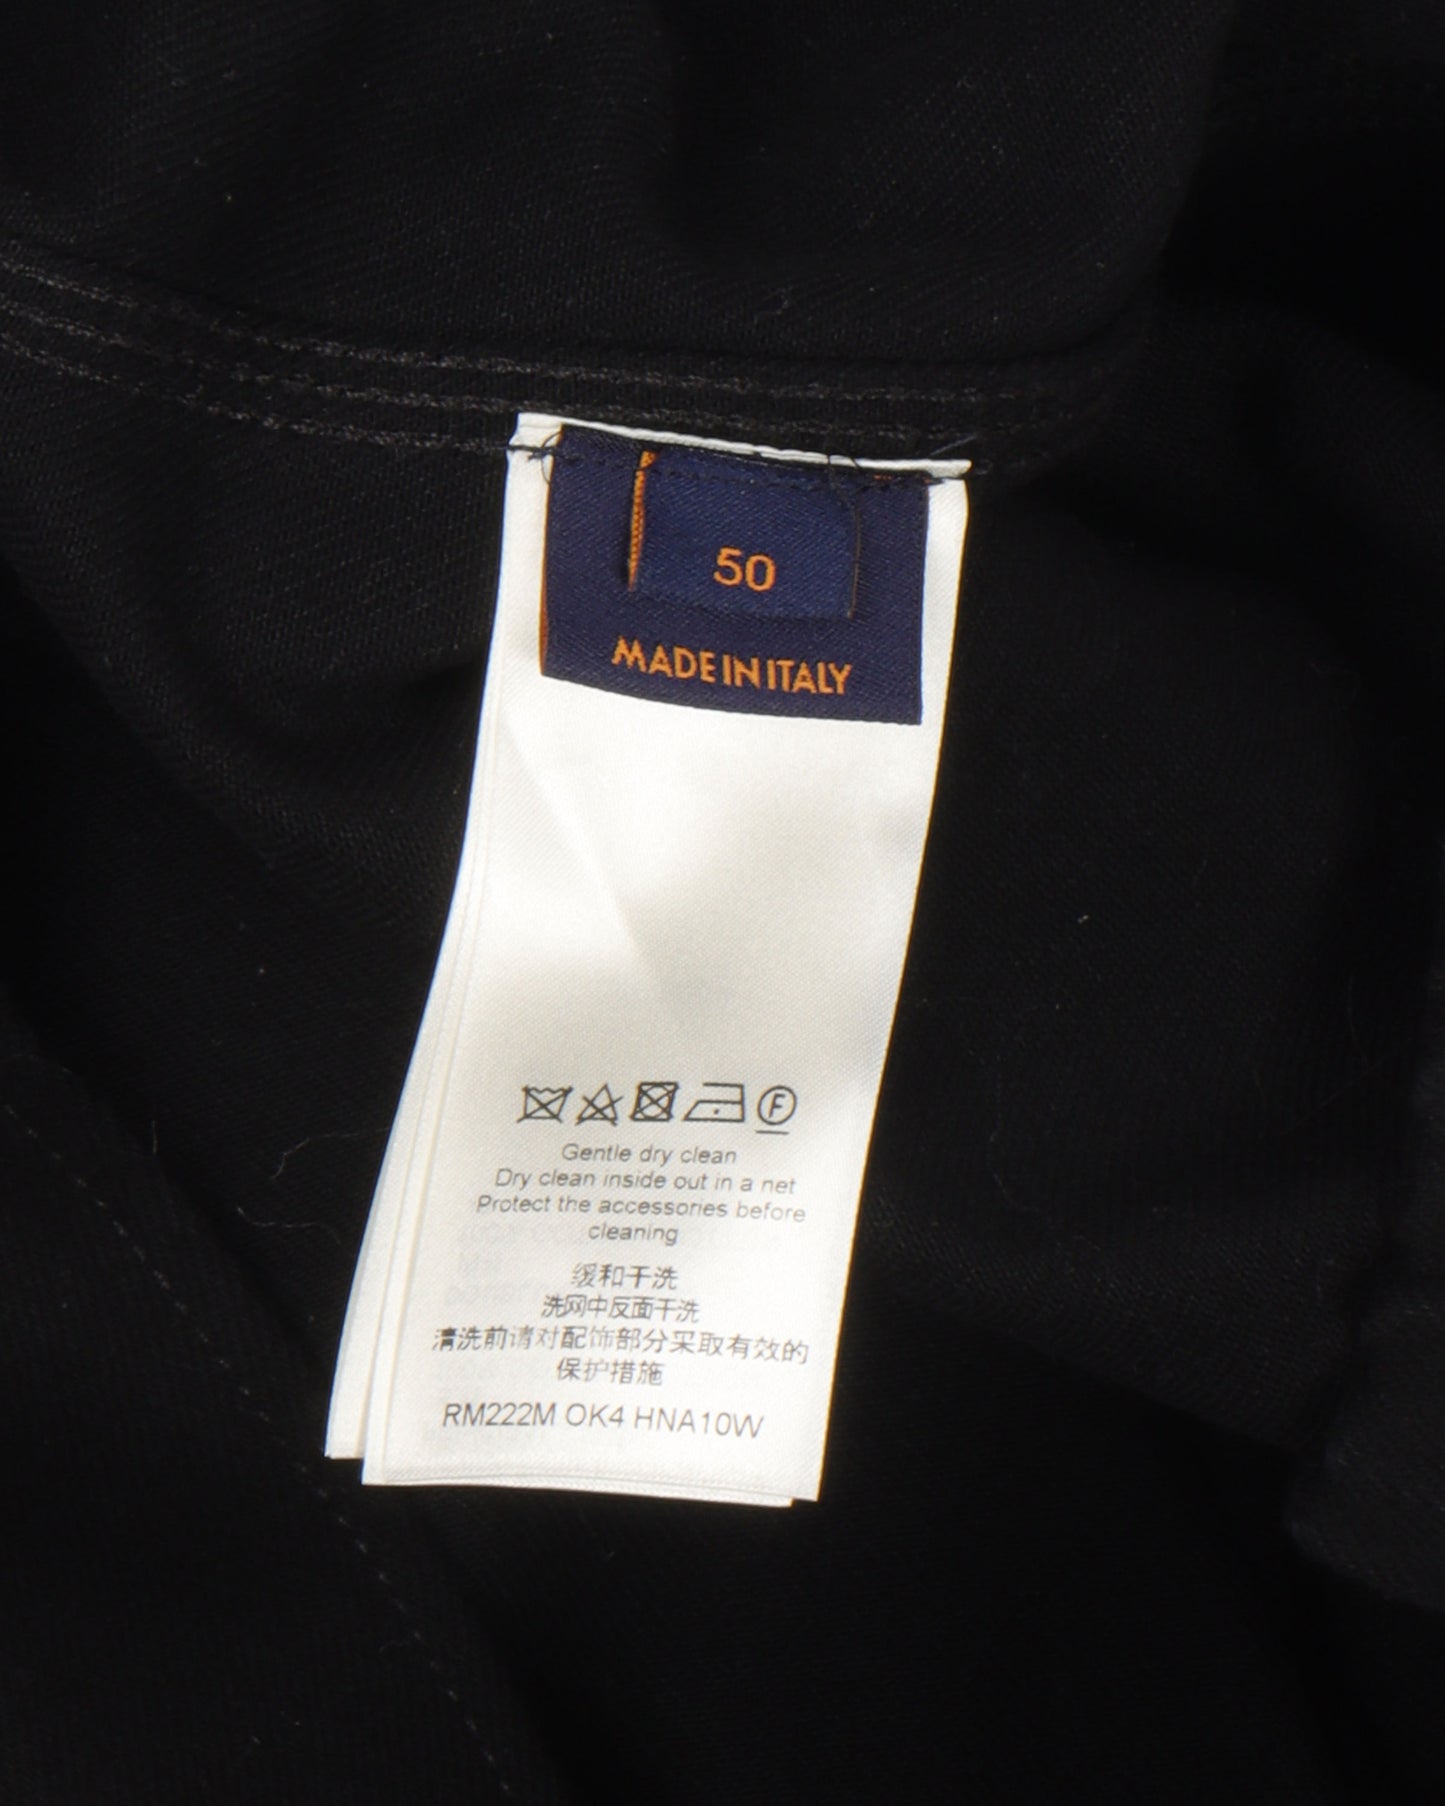 50
MADE IN ITALY
F
Gentle dry clean
Dry clean inside out in a net
Protect the accessories before
cleaning
缓和干洗
洗网中反面干洗
清洗前请对配饰部分采取有效的
保护措施
RM222M OK4 HNA10W